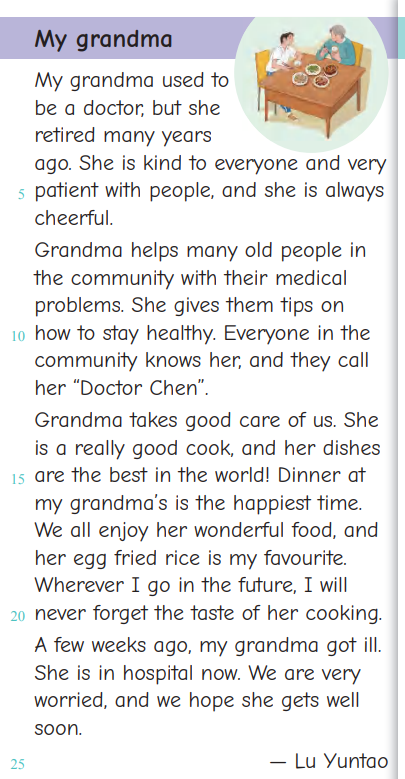 My grandma
My grandma used to
be a doctor, but she
retired many years
ago. She is kind to everyone and very
5 patient with people, and she is always
cheerful.
Grandma helps many old people in
the community with their medical
problems. She gives them tips on
10 how to stay healthy. Everyone in the
community knows her, and they call
her “Doctor Chen”.
Grandma takes good care of us. She
is a really good cook, and her dishes
15 are the best in the world! Dinner at
my grandma’s is the happiest time.
We all enjoy her wonderful food, and
her egg fried rice is my favourite.
Wherever I go in the future, I will
20 never forget the taste of her cooking.
A few weeks ago, my grandma got ill.
She is in hospital now. We are very
worried, and we hope she gets well
soon.
25 — Lu Yuntao